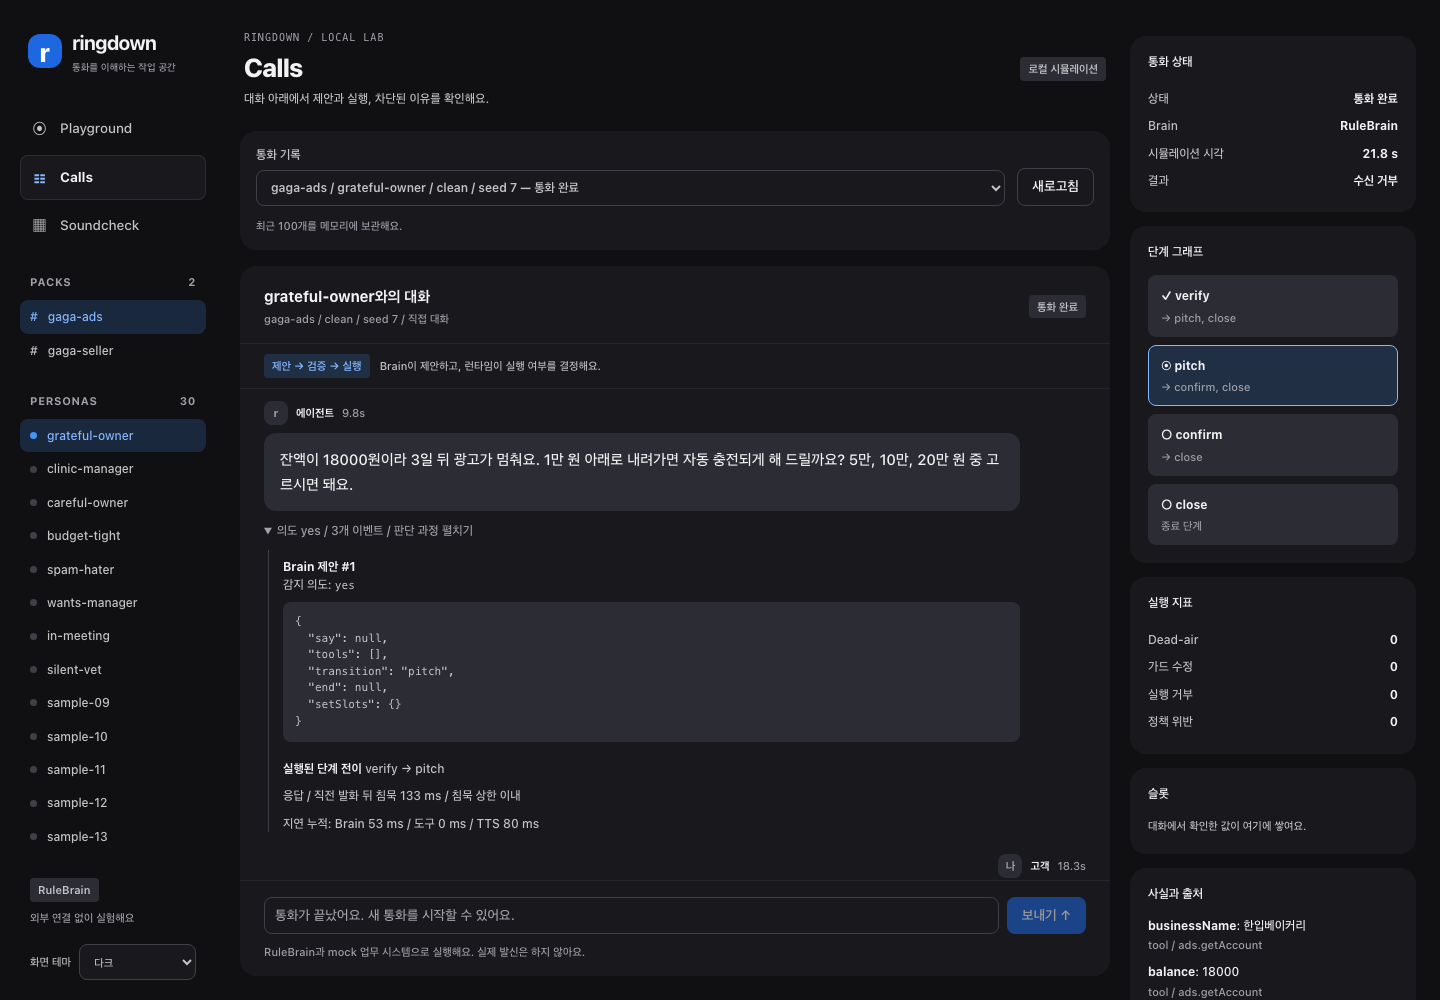 r
ringdown
통화를 이해하는 작업 공간
Playground
Calls
Soundcheck
PACKS 2
# gaga-ads
# gaga-seller
PERSONAS 30
grateful-owner
clinic-manager
careful-owner
budget-tight
spam-hater
wants-manager
in-meeting
silent-vet
sample-09
sample-10
sample-11
sample-12
sample-13
RuleBrain
외부 연결 없이 실험해요
화면 테마 다크
RINGDOWN / LOCAL LAB
Calls
로컬 시뮬레이션
대화 아래에서 제안과 실행, 차단된 이유를 확인해요.
통화 기록
gaga-ads / grateful-owner / clean / seed 7 — 통화 완료
새로고침
최근 100개를 메모리에 보관해요.
grateful-owner와의 대화
gaga-ads / clean / seed 7 / 직접 대화
통화 완료
제안 → 검증 → 실행 Brain이 제안하고, 런타임이 실행 여부를 결정해요.
r 에이전트 9.8s
잔액이 18000원이라 3일 뒤 광고가 멈춰요. 1만 원 아래로 내려가면 자동 충전되게 해 드릴까요? 5만, 10만, 20만 원 중 고
르시면 돼요.
▼ 의도 yes / 3개 이벤트 / 판단 과정 펼치기
Brain 제안 #1
감지 의도: yes
{
"say": null,
"tools": [],
"transition": "pitch",
"end": null,
"setSlots": {}
}
실행된 단계 전이 verify → pitch
응답 / 직전 발화 뒤 침묵 133 ms / 침묵 상한 이내
지연 누적: Brain 53 ms / 도구 0 ms / TTS 80 ms
나 고객 18.3s
통화가 끝났어요. 새 통화를 시작할 수 있어요.
보내기 ↑
RuleBrain과 mock 업무 시스템으로 실행해요. 실제 발신은 하지 않아요.
통화 상태
상태 통화 완료
Brain RuleBrain
시뮬레이션 시각 21.8 s
결과 수신 거부
단계 그래프
✓ verify
→ pitch, close
pitch
→ confirm, close
confirm
→ close
close
종료 단계
실행 지표
Dead-air 0
가드 수정 0
실행 거부 0
정책 위반 0
슬롯
대화에서 확인한 값이 여기에 쌓여요.
사실과 출처
businessName: 한입베이커리
tool / ads.getAccount
balance: 18000
tool / ads.getAccount